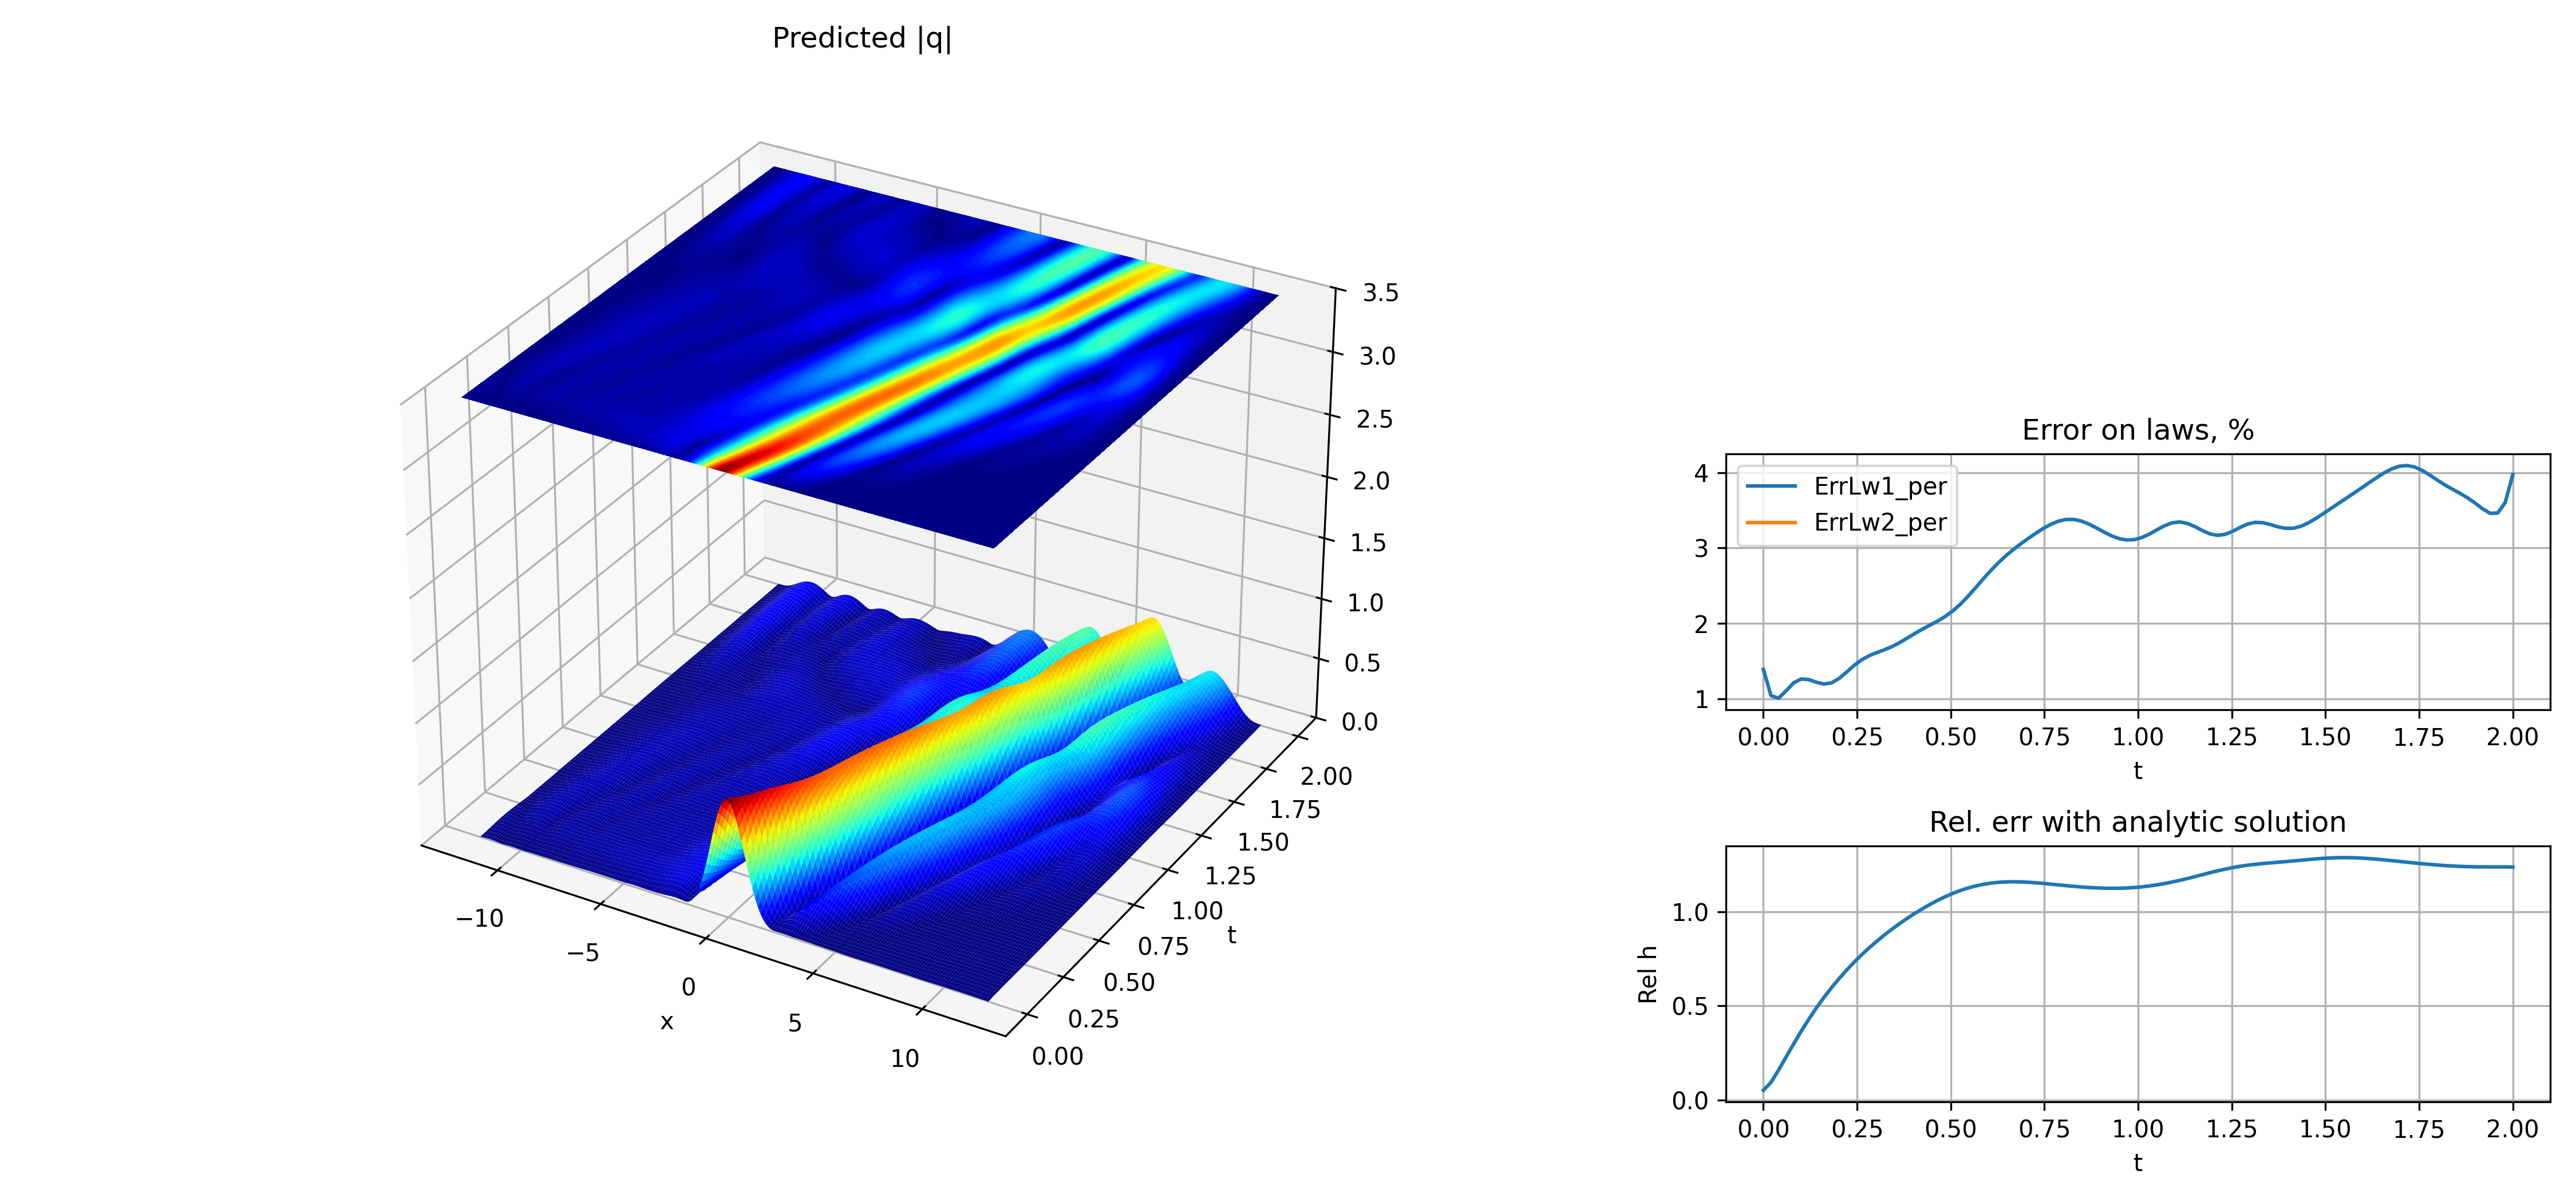 Predicted |q|
3.5
3.0
2.5
2.0
1.5
1.0
0.5
0.0
−10
−5
0
5
10
x
0.00
0.25
0.50
0.75
1.00
1.25
1.50
1.75
2.00
t
Error on laws, %
4
3
2
1
ErrLw1_per
ErrLw2_per
0.00 0.25 0.50 0.75 1.00 1.25 1.50 1.75 2.00
t
Rel. err with analytic solution
Rel h
1.0
0.5
0.0
0.00 0.25 0.50 0.75 1.00 1.25 1.50 1.75 2.00
t